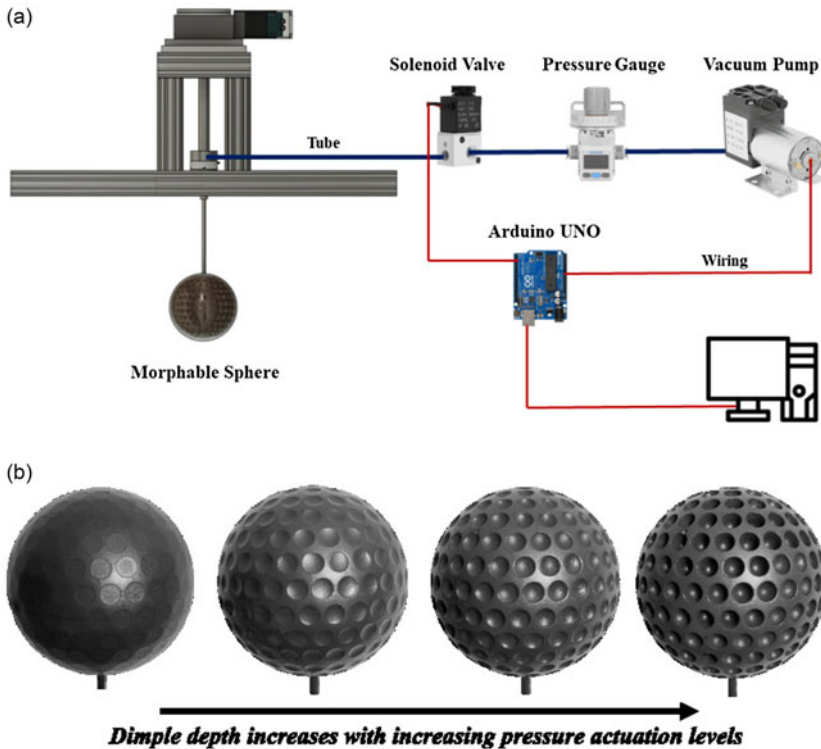 (a)
Solenoid Valve
Pressure Gauge
Vacuum Pump
Tube
Arduino UNO
Wiring
Morphable Sphere
(b)
Dimple depth increases with increasing pressure actuation levels